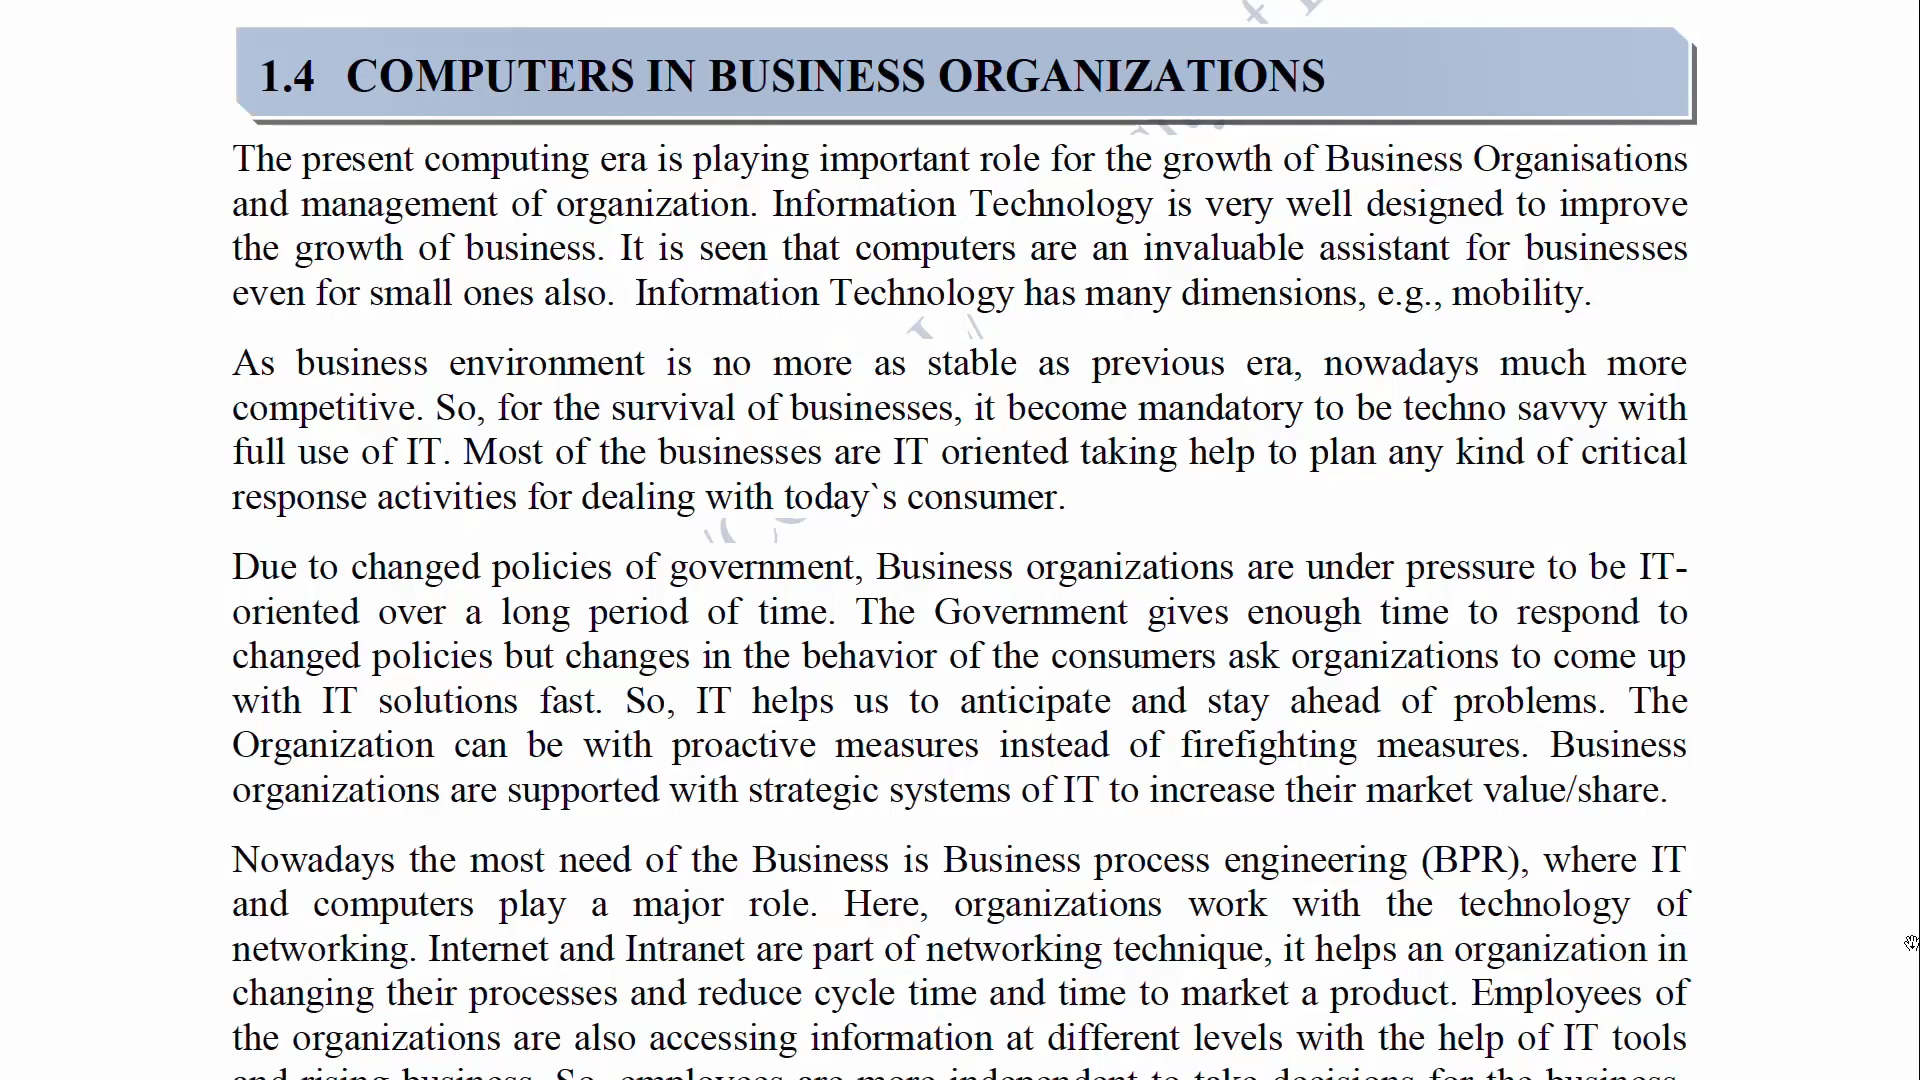 1.4 COMPUTERS IN BUSINESS ORGANIZATIONS
The present computing era is playing important role for the growth of Business Organisations
and management of organization. Information Technology is very well designed to improve
the growth of business. It is seen that computers are an invaluable assistant for businesses
even for small ones also. Information Technology has many dimensions, e.g., mobility.
As business environment is no more as stable as previous era, nowadays much more
competitive. So, for the survival of businesses, it become mandatory to be techno savvy with
full use of IT. Most of the businesses are IT oriented taking help to plan any kind of critical
response activities for dealing with today`s consumer.
Due to changed policies of government, Business organizations are under pressure to be IT-
oriented over a long period of time. The Government gives enough time to respond to
changed policies but changes in the behavior of the consumers ask organizations to come up
with IT solutions fast. So, IT helps us to anticipate and stay ahead of problems. The
Organization can be with proactive measures instead of firefighting measures. Business
organizations are supported with strategic systems of IT to increase their market value/share.
Nowadays the most need of the Business is Business process engineering (BPR), where IT
and computers play a major role. Here, organizations work with the technology of
networking. Internet and Intranet are part of networking technique, it helps an organization in
changing their processes and reduce cycle time and time to market a product. Employees of
the organizations are also accessing information at different levels with the help of IT tools
and rising business. So, employees are more independent to take decisions for the business.